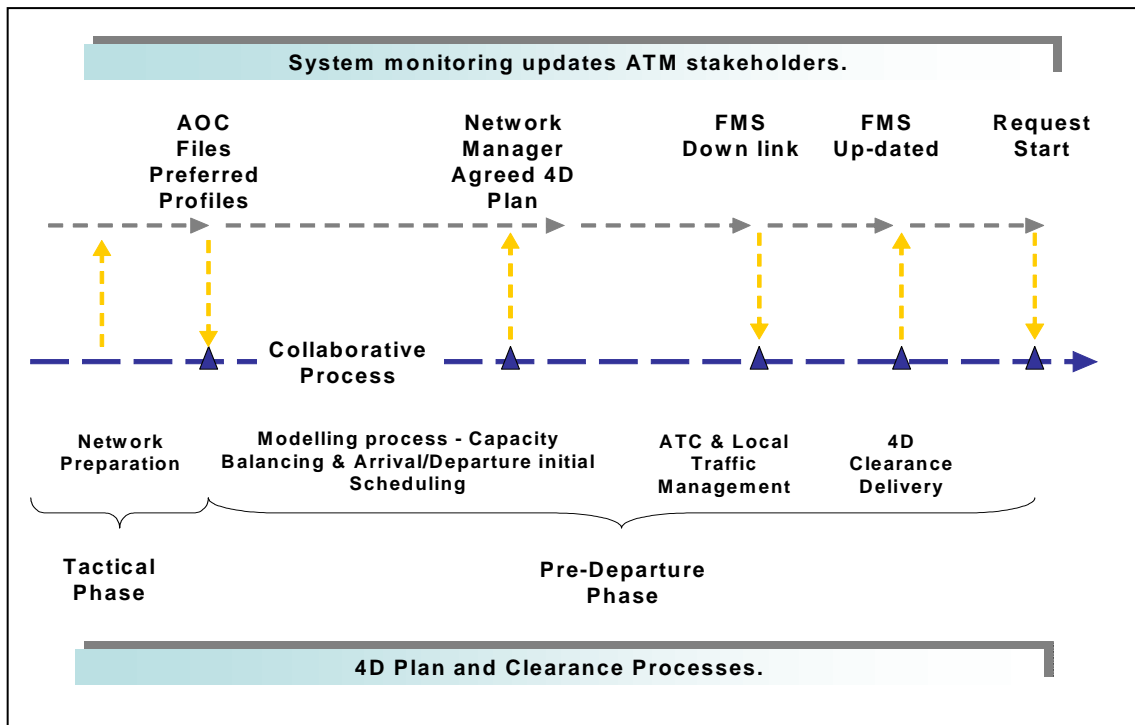 System monitoring updates ATM stakeholders.
AOC
Files
Preferred
Profiles
Network
Manager
Agreed 4D
Plan
FMS
Down link
FMS
Up-dated
Request
Start
Collaborative
Process
Network
Preparation
Modelling process - Capacity
Balancing & Arrival/Departure initial
Scheduling
ATC & Local
Traffic
Management
4D
Clearance
Delivery
Tactical
Phase
Pre-Departure
Phase
4D Plan and Clearance Processes.